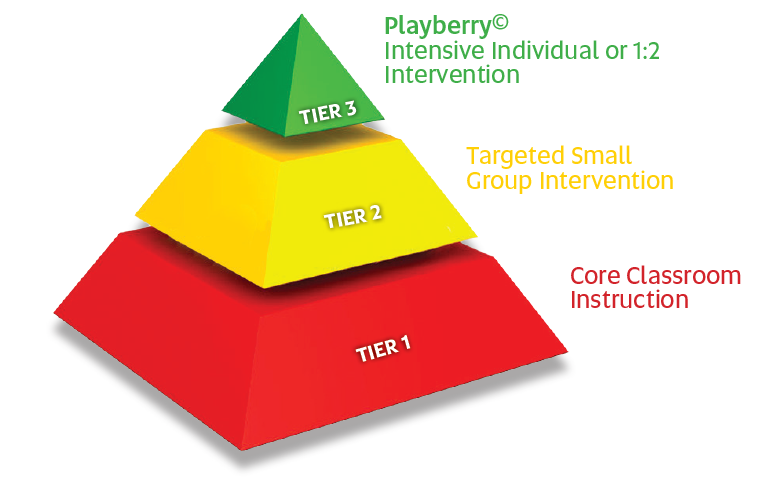 Playberry©
Intensive Individual or 1:2
Intervention
TIER 3
Targeted Small
Group Intervention
TIER 2
Core Classroom
Instruction
TIER 1